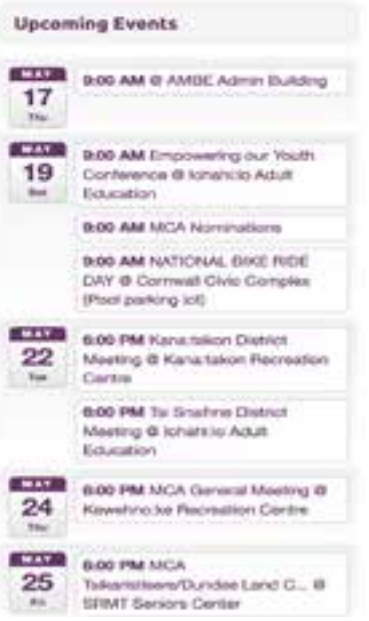 Upcoming Events
MAY
17
Thu
9:00 AM @ AMBE Admin Building
MAY
19
Sat
9:00 AM Empowering our Youth
Conference @ Iohahi:io Adult
Education
9:00 AM MCA Nominations
9:00 AM NATIONAL BIKE RIDE
DAY @ Cornwall Civic Complex
(Pool parking lot)
MAY
22
Tue
6:00 PM Kana:takon District
Meeting @ Kana:takon Recreation
Centre
6:00 PM Tsi Snaihne District
Meeting @ Iohahi:io Adult
Education
MAY
24
Thu
6:00 PM MCA General Meeting @
Kawehno:ke Recreation Centre
MAY
25
Fri
6:00 PM MCA
/Dundee Land C... @
SRMT Seniors Center